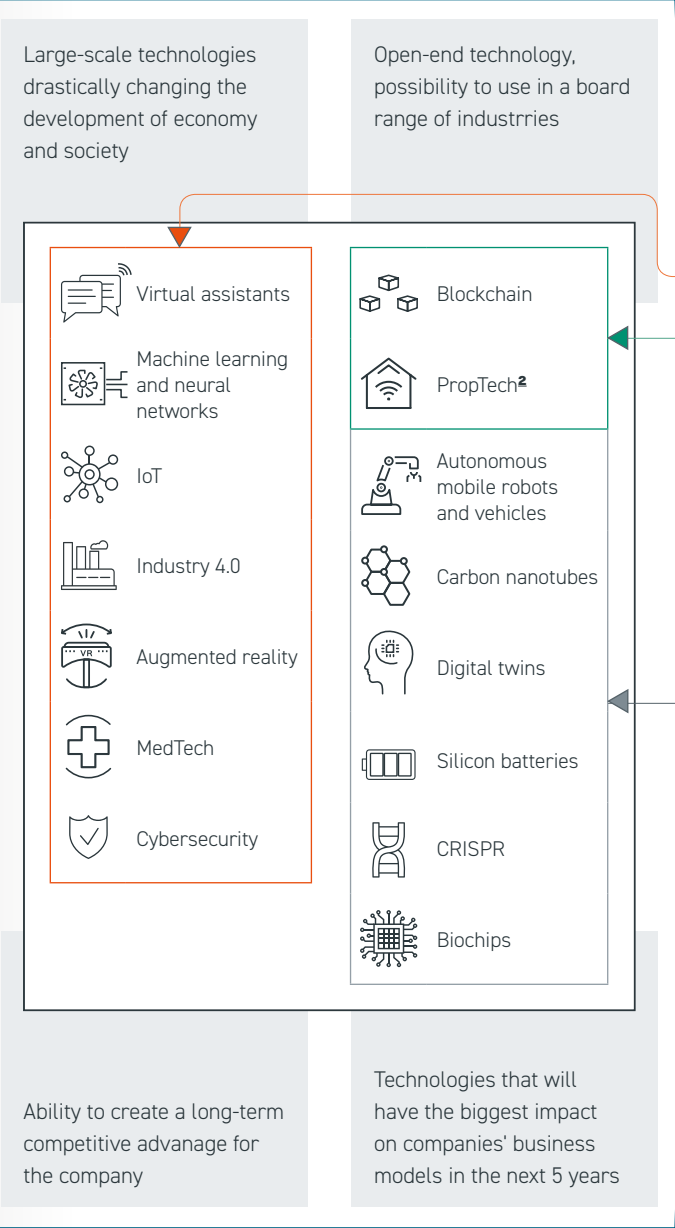 Large-scale technologies
drastically changing the
development of economy
and society
Open-end technology,
possibility to use in a board
range of industrries
Virtual assistants
Machine learning
and neural
networks
IoT
Industry 4.0
VR
Augmented reality
MedTech
Cybersecurity
Blockchain
PropTech²
Autonomous
mobile robots
and vehicles
Carbon nanotubes
Digital twins
Silicon batteries
CRISPR
Biochips
Ability to create a long-term
competitive advanage for
the company
Technologies that will
have the biggest impact
on companies' business
models in the next 5 years